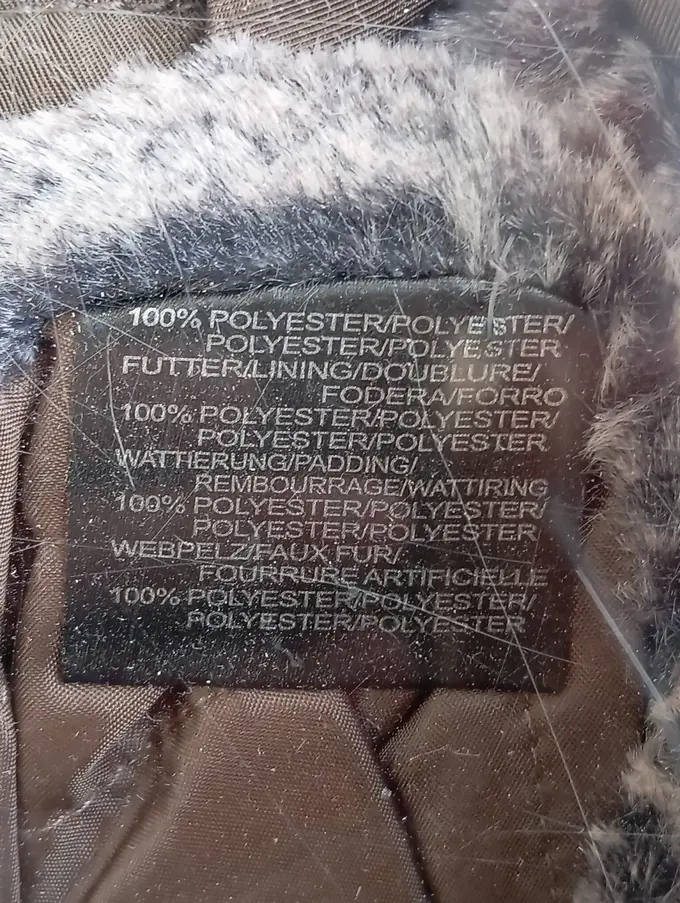 100% POLYESTER/POLYESTER/
POLYESTER/POLYESTER
FUTTER/LINING/DOUBLURE/
FODERA/FORRO
100% POLYESTER/POLYESTER/
POLYESTER/POLYESTER
WATTIERUNG/PADDING/
REMBOURRAGE/WATTIRING
100% POLYESTER/POLYESTER/
POLYESTER/POLYESTER
WEBPELZ/FAUX FUR/
FOURRURE ARTIFICIELLE
100% POLYESTER/POLYESTER/
POLYESTER/POLYESTER